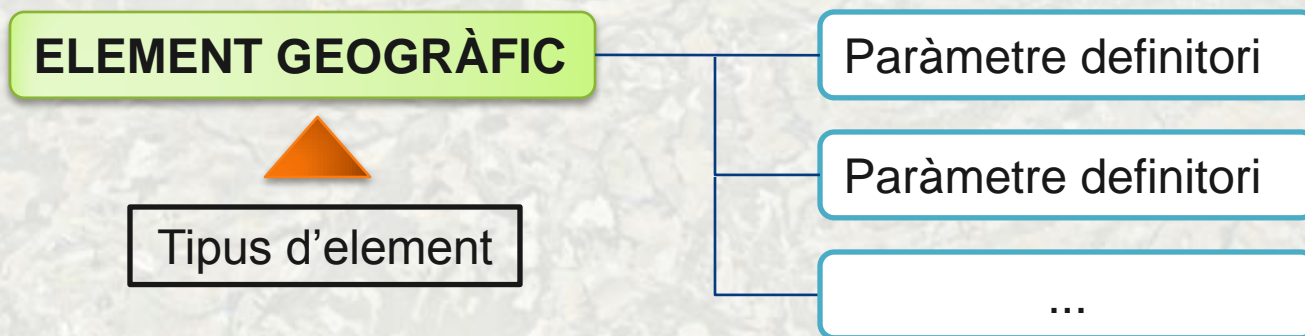 ELEMENT GEOGRÀFIC
Paràmetre definitori
Paràmetre definitori
Tipus d’element
...